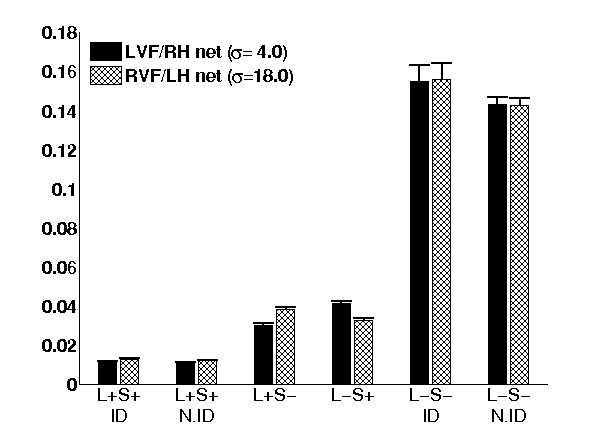 0.18
0.16
0.14
0.12
0.1
0.08
0.06
0.04
0.02
0
LVF/RH net (σ= 4.0)
RVF/LH net (σ=18.0)
L+S+ L+S+ L+S− L−S+ L−S− L−S−
ID N.ID ID N.ID